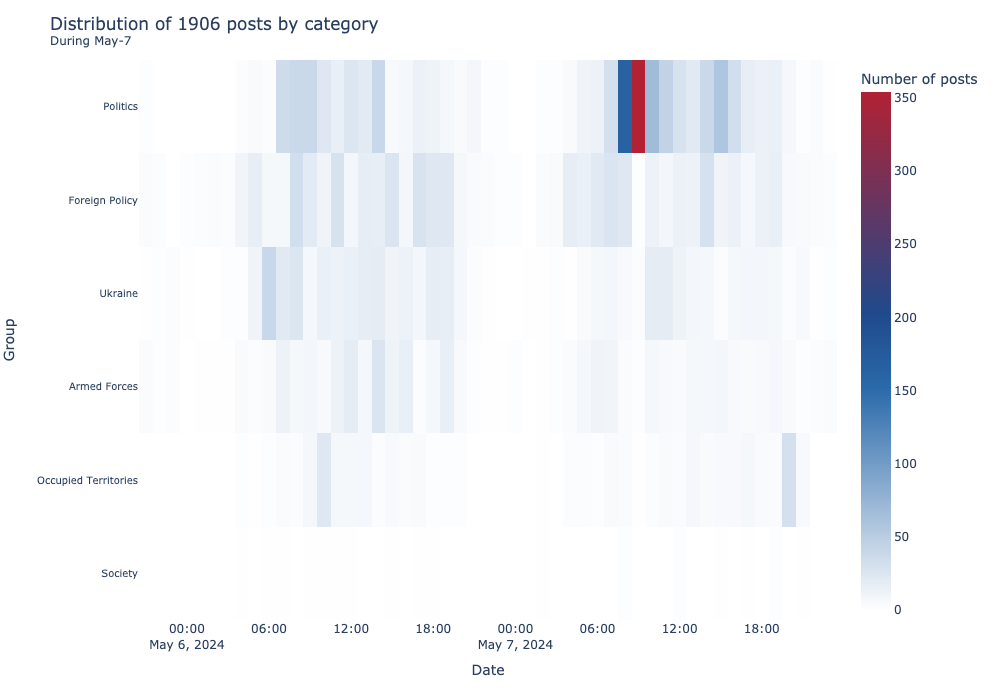 Distribution of 1906 posts by category
During May-7
Number of posts
350
300
250
200
150
100
50
0
Group
Politics
Foreign Policy
Ukraine
Armed Forces
Occupied Territories
Society
00:00 06:00 12:00 18:00 00:00 06:00 12:00 18:00
May 6, 2024 May 7, 2024
Date